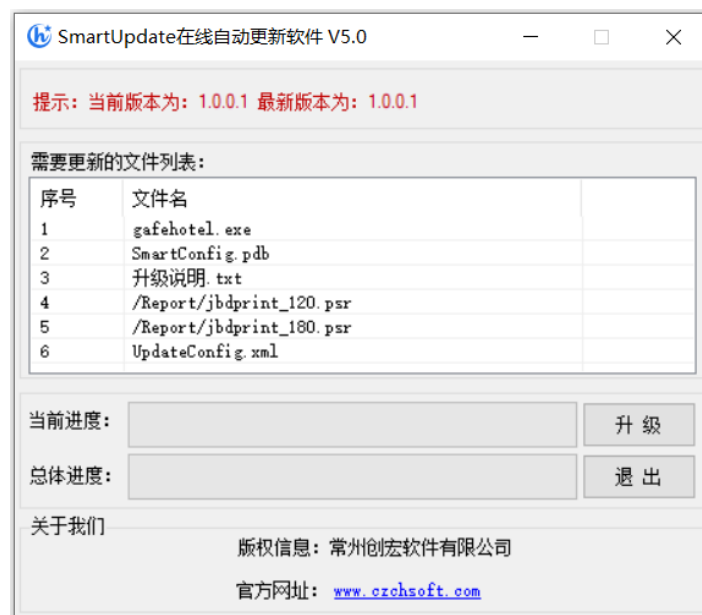 SmartUpdate在线自动更新软件 V5.0
提示：当前版本为：1.0.0.1 最新版本为：1.0.0.1
需要更新的文件列表：
序号 文件名
1 gafehotel.exe
2 SmartConfig.pdb
3 升级说明.txt
4 /Report/jbdprint_120.psr
5 /Report/jbdprint_180.psr
6 UpdateConfig.xml
当前进度： 升 级
总体进度： 退 出
关于我们
版权信息：常州创宏软件有限公司
官方网址： www.czchsoft.com